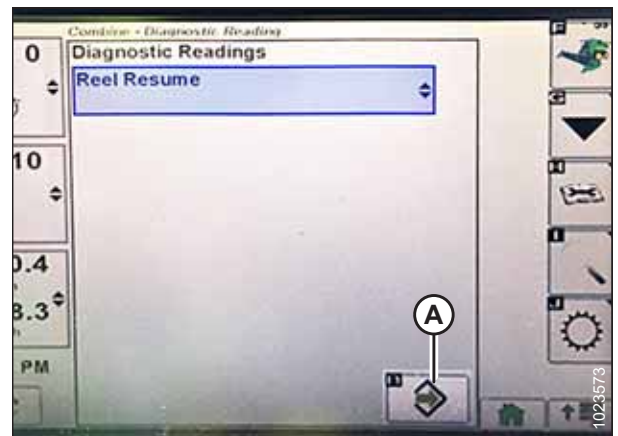 Combine - Diagnostic Reading
Diagnostic Readings
Reel Resume
0
10
0.4
8.3
PM
A
1023573